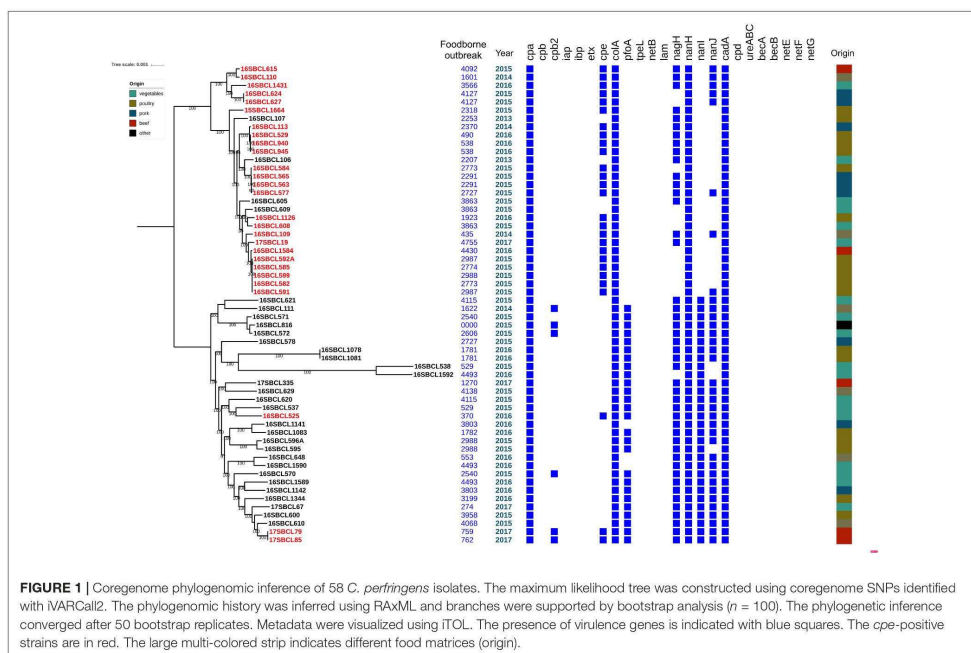 Foodborne outbreak Year cpa cpb cpb2 iap ibp etx cpe colA pfoA tpeL netB lam nagH nanH nanI nanJ cadA cpd ureABC becA becB netE netF netG Origin
Tree scale: 0.001
Origin
vegetables
poultry
pork
beef
other
16SBCL615 4092 2015
16SBCL110 1601 2014
16SBCL1431 3566 2016
16SBCL624 4127 2015
16SBCL627 4127 2015
15SBCL1664 2318 2015
16SBCL107 2253 2013
16SBCL113 2370 2014
16SBCL529 490 2016
16SBCL940 538 2016
16SBCL945 538 2016
16SBCL106 2207 2013
16SBCL584 2773 2015
16SBCL565 2291 2015
16SBCL563 2291 2015
16SBCL577 2727 2015
16SBCL605 3863 2015
16SBCL609 3863 2015
16SBCL1126 1923 2016
16SBCL608 3863 2015
16SBCL109 435 2014
17SBCL19 4755 2017
16SBCL1584 4430 2016
16SBCL592A 2987 2015
16SBCL585 2774 2015
16SBCL599 2988 2015
16SBCL582 2773 2015
16SBCL591 2987 2015
16SBCL621 4115 2015
16SBCL111 1622 2014
16SBCL571 2540 2015
16SBCL816 0000 2015
16SBCL572 2606 2015
16SBCL578 2727 2015
16SBCL1078 1781 2016
16SBCL1081 1781 2016
16SBCL538 529 2015
16SBCL1592 4493 2016
17SBCL335 1270 2017
16SBCL629 4138 2015
16SBCL620 4115 2015
16SBCL537 529 2015
16SBCL525 370 2016
16SBCL1141 3803 2016
16SBCL1083 1782 2016
16SBCL596A 2988 2015
16SBCL595 2988 2015
16SBCL648 553 2016
16SBCL1590 4493 2016
16SBCL570 2540 2015
16SBCL1589 4493 2016
16SBCL1142 3803 2016
16SBCL1344 3199 2016
17SBCL67 274 2017
16SBCL600 3958 2015
16SBCL610 4068 2015
17SBCL79 759 2017
17SBCL85 762 2017
FIGURE 1 | Coregenome phylogenomic inference of 58 C. perfringens isolates. The maximum likelihood tree was constructed using coregenome SNPs identified
with iVARCall2. The phylogenomic history was inferred using RAxML and branches were supported by bootstrap analysis (n = 100). The phylogenetic inference
converged after 50 bootstrap replicates. Metadata were visualized using iTOL. The presence of virulence genes is indicated with blue squares. The cpe-positive
strains are in red. The large multi-colored strip indicates different food matrices (origin).